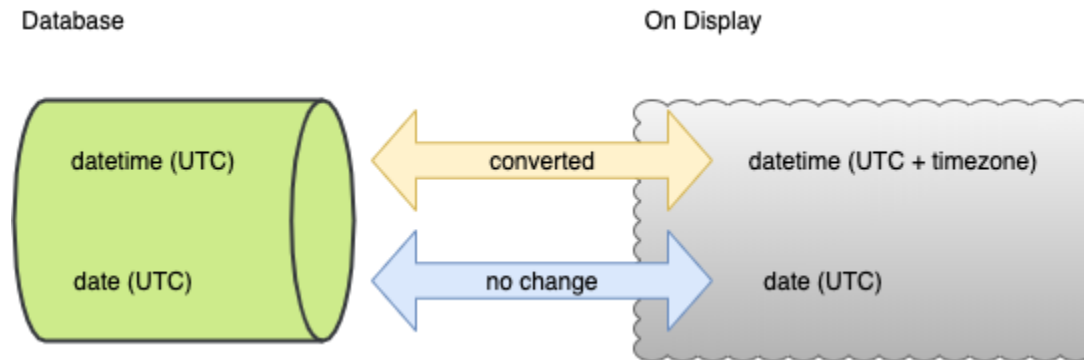 Database
On Display
datetime (UTC)
converted
datetime (UTC + timezone)
date (UTC)
no change
date (UTC)